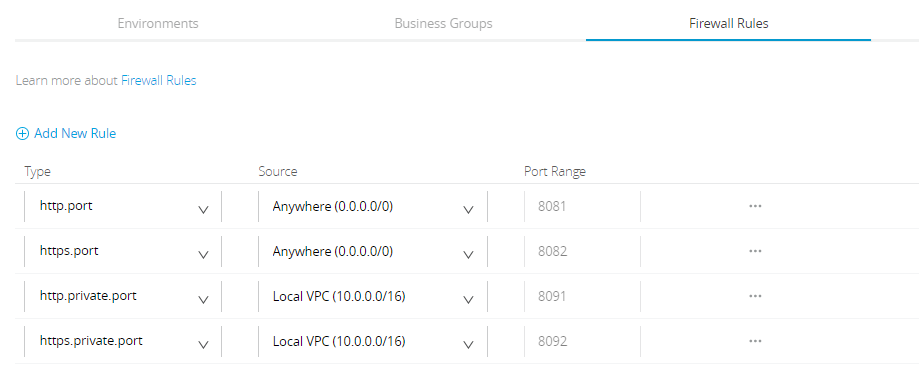 Environments Business Groups Firewall Rules
Learn more about Firewall Rules
Add New Rule
Type Source Port Range
http.port Anywhere (0.0.0.0/0) 8081 ...
https.port Anywhere (0.0.0.0/0) 8082 ...
http.private.port Local VPC (10.0.0.0/16) 8091 ...
https.private.port Local VPC (10.0.0.0/16) 8092 ...